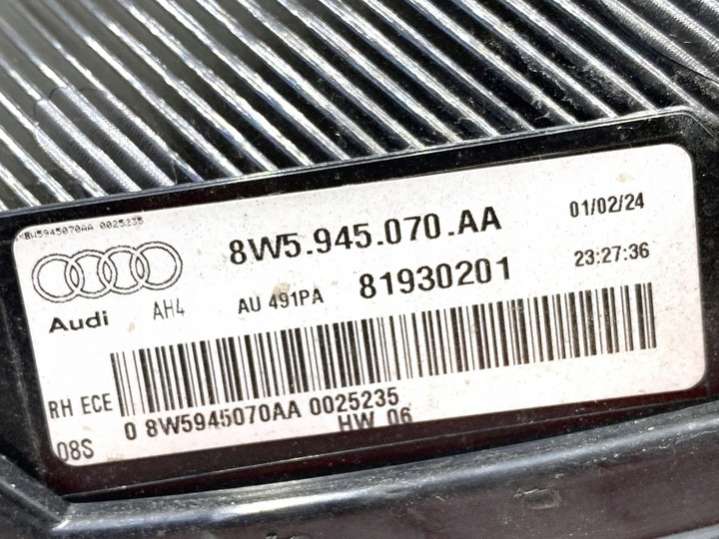 8W5945070AA 0025235
8W5.945.070.AA
01/02/24
Audi
AH4
AU 491PA
81930201
23:27:36
RH ECE
0 8W5945070AA 0025235
08S
HW 06